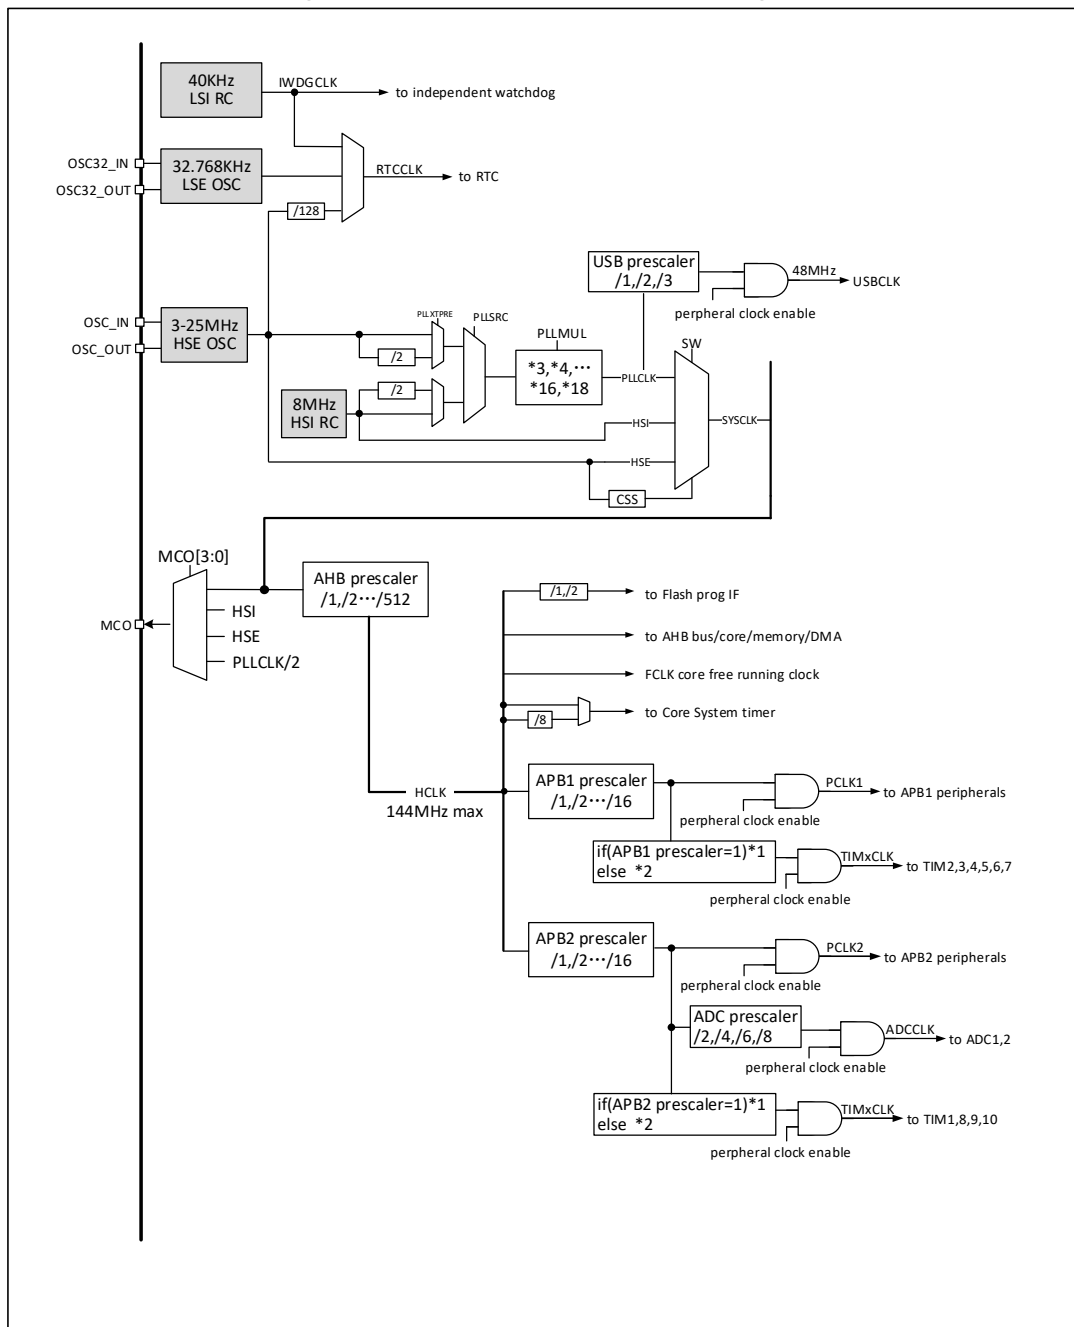 40KHz
LSI RC
IWDGCLK
to independent watchdog
OSC32_IN
OSC32_OUT
32.768KHz
LSE OSC
RTCCLK
to RTC
/128
USB prescaler
/1,/2,/3
48MHz
USBCLK
perpheral clock enable
OSC_IN
OSC_OUT
3-25MHz
HSE OSC
PLLXTPRE
PLLSRC
/2
PLLMUL
*3,*4,⋯
*16,*18
PLLCLK
SW
8MHz
HSI RC
/2
HSI
SYSCLK
HSE
CSS
MCO[3:0]
HSI
HSE
PLLCLK/2
MCO
AHB prescaler
/1,/2⋯/512
/1,/2
to Flash prog IF
to AHB bus/core/memory/DMA
FCLK core free running clock
/8
to Core System timer
HCLK
144MHz max
APB1 prescaler
/1,/2⋯/16
PCLK1
to APB1 peripherals
perpheral clock enable
if(APB1 prescaler=1)*1
else *2
TIMxCLK
to TIM2,3,4,5,6,7
perpheral clock enable
APB2 prescaler
/1,/2⋯/16
PCLK2
to APB2 peripherals
perpheral clock enable
ADC prescaler
/2,/4,/6,/8
ADCCLK
to ADC1,2
perpheral clock enable
if(APB2 prescaler=1)*1
else *2
TIMxCLK
to TIM1,8,9,10
perpheral clock enable